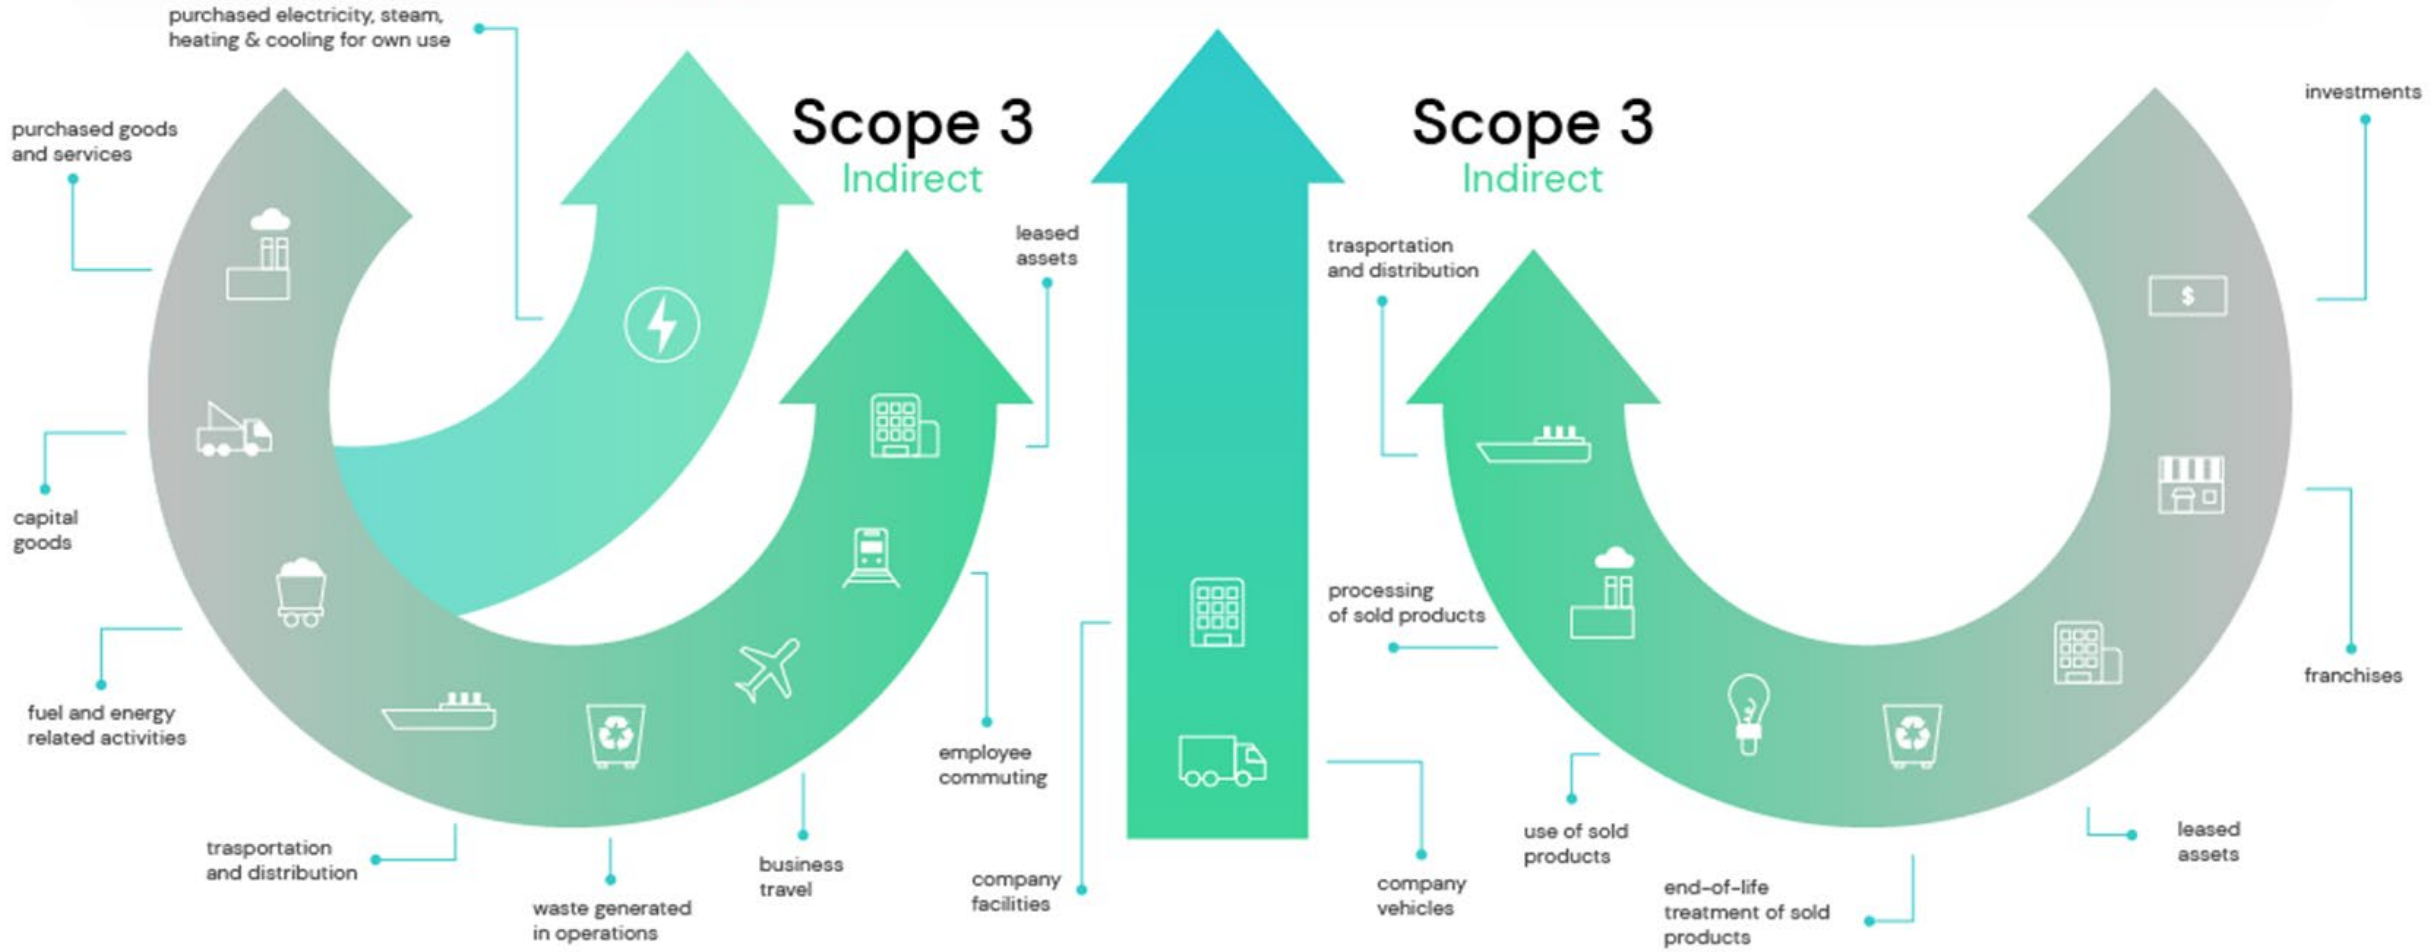 purchased electricity, steam,
heating & cooling for own use
purchased goods
and services
Scope 3
Indirect
Scope 3
Indirect
investments
leased
assets
trasportation
and distribution
$
capital
goods
processing
of sold products
franchises
fuel and energy
related activities
employee
commuting
trasportation
and distribution
business
travel
waste generated
in operations
company
facilities
company
vehicles
use of sold
products
end-of-life
treatment of sold
products
leased
assets